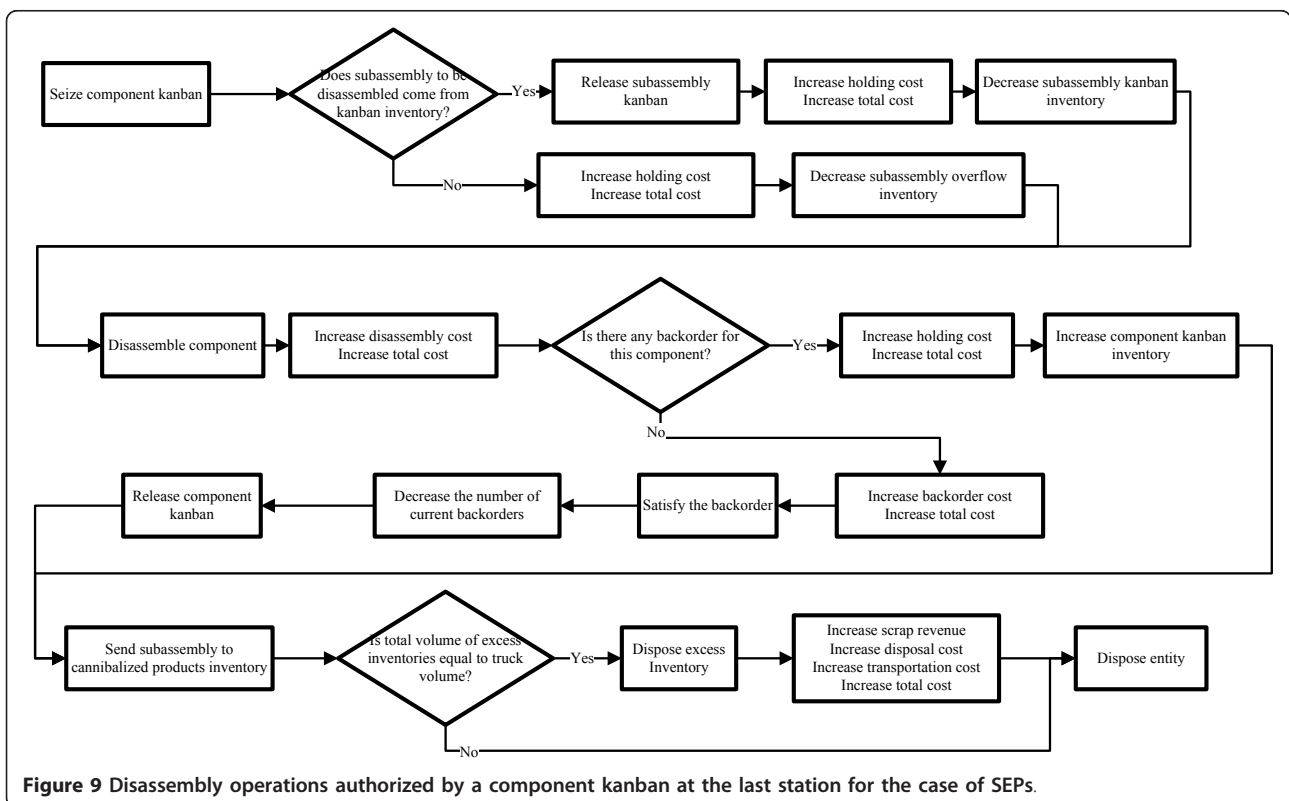 Seize component kanban
Does subassembly to be
disassembled come from
kanban inventory?
Yes
Release subassembly
kanban
Increase holding cost
Increase total cost
Decrease subassembly kanban
inventory
No
Increase holding cost
Increase total cost
Decrease subassembly overflow
inventory
Disassemble component
Increase disassembly cost
Increase total cost
Is there any backorder for
this component?
Yes
Increase holding cost
Increase total cost
Increase component kanban
inventory
No
Release component
kanban
Decrease the number of
current backorders
Satisfy the backorder
Increase backorder cost
Increase total cost
Send subassembly to
cannibalized products inventory
Is total volume of excess
inventories equal to truck
volume?
Yes
Dispose excess
Inventory
Increase scrap revenue
Increase disposal cost
Increase transportation cost
Increase total cost
Dispose entity
No
Figure 9 Disassembly operations authorized by a component kanban at the last station for the case of SEPs.